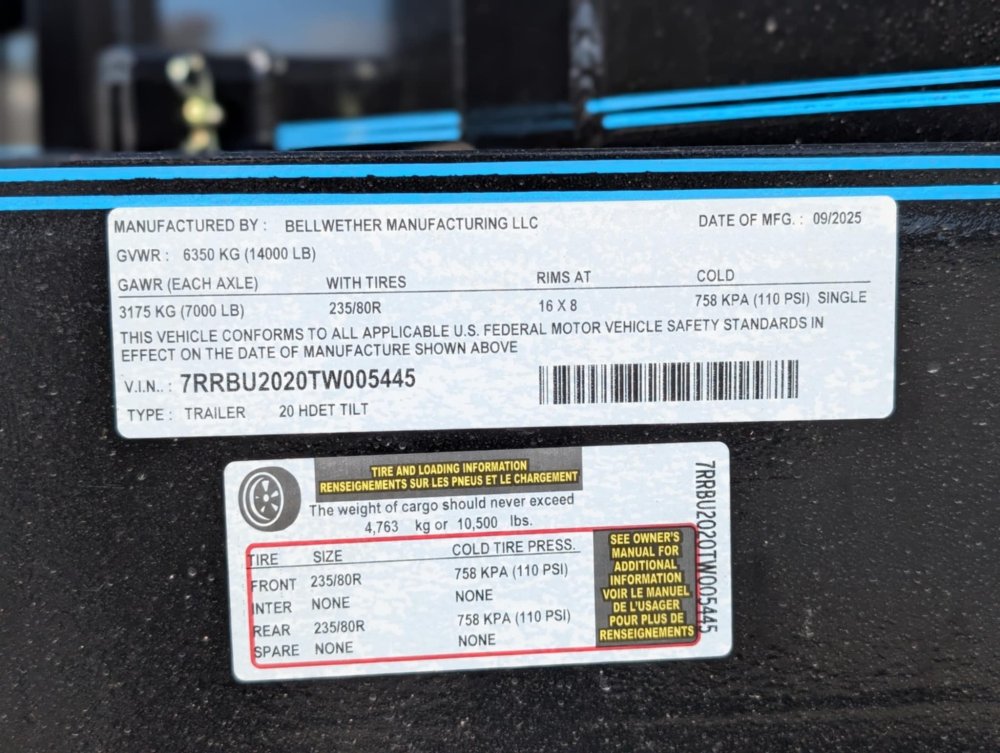 MANUFACTURED BY : BELLWETHER MANUFACTURING LLC DATE OF MFG. : 09/2025
GVWR : 6350 KG (14000 LB)
GAWR (EACH AXLE) WITH TIRES RIMS AT COLD
3175 KG (7000 LB) 235/80R 16 X 8 758 KPA (110 PSI) SINGLE
THIS VEHICLE CONFORMS TO ALL APPLICABLE U.S. FEDERAL MOTOR VEHICLE SAFETY STANDARDS IN
EFFECT ON THE DATE OF MANUFACTURE SHOWN ABOVE
V.I.N.. : 7RRBU2020TW005445
TYPE : TRAILER 20 HDET TILT
TIRE AND LOADING INFORMATION
RENSEIGNEMENTS SUR LES PNEUS ET LE CHARGEMENT
The weight of cargo should never exceed
4,763 kg or 10,500 lbs.
TIRE SIZE COLD TIRE PRESS.
FRONT 235/80R 758 KPA (110 PSI)
INTER NONE NONE
REAR 235/80R 758 KPA (110 PSI)
SPARE NONE NONE
SEE OWNER'S
MANUAL FOR
ADDITIONAL
INFORMATION
VOIR LE MANUEL
DE L'USAGER
POUR PLUS DE
RENSEIGNEMENTS
7RRBU2020TW005445